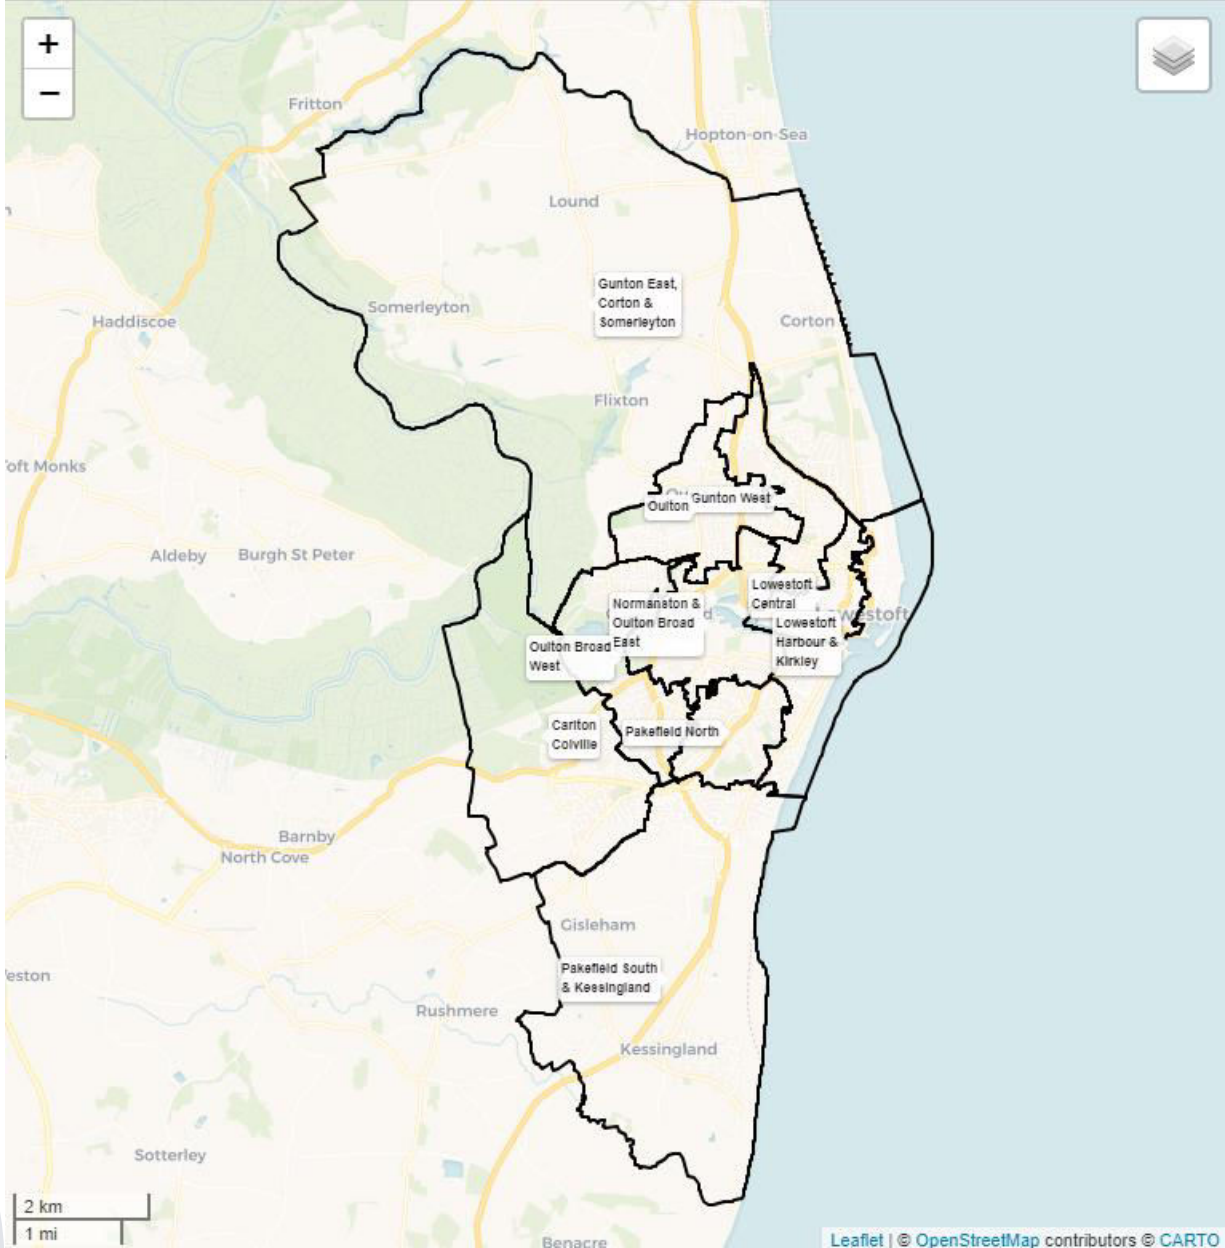 +
−
Fritton
Hopton-on-Sea
Lound
Gunton East,
Corton &
Somerleyton
Somerleyton
Haddiscoe
Corton
Flixton
oft Monks
Oulton
Gunton West
Aldeby
Burgh St Peter
Lowestoft
Central
Normanston &
Oulton Broad
East
westoft
Lowestoft
Harbour &
Kirkley
Oulton Broad
West
Carlton
Colville
Pakefield North
Barnby
North Cove
Gisleham
Pakefield South
& Kessingland
eston
Rushmere
Kessingland
Sotterley
2 km
1 mi
Benacre
Leaflet | © OpenStreetMap contributors © CARTO